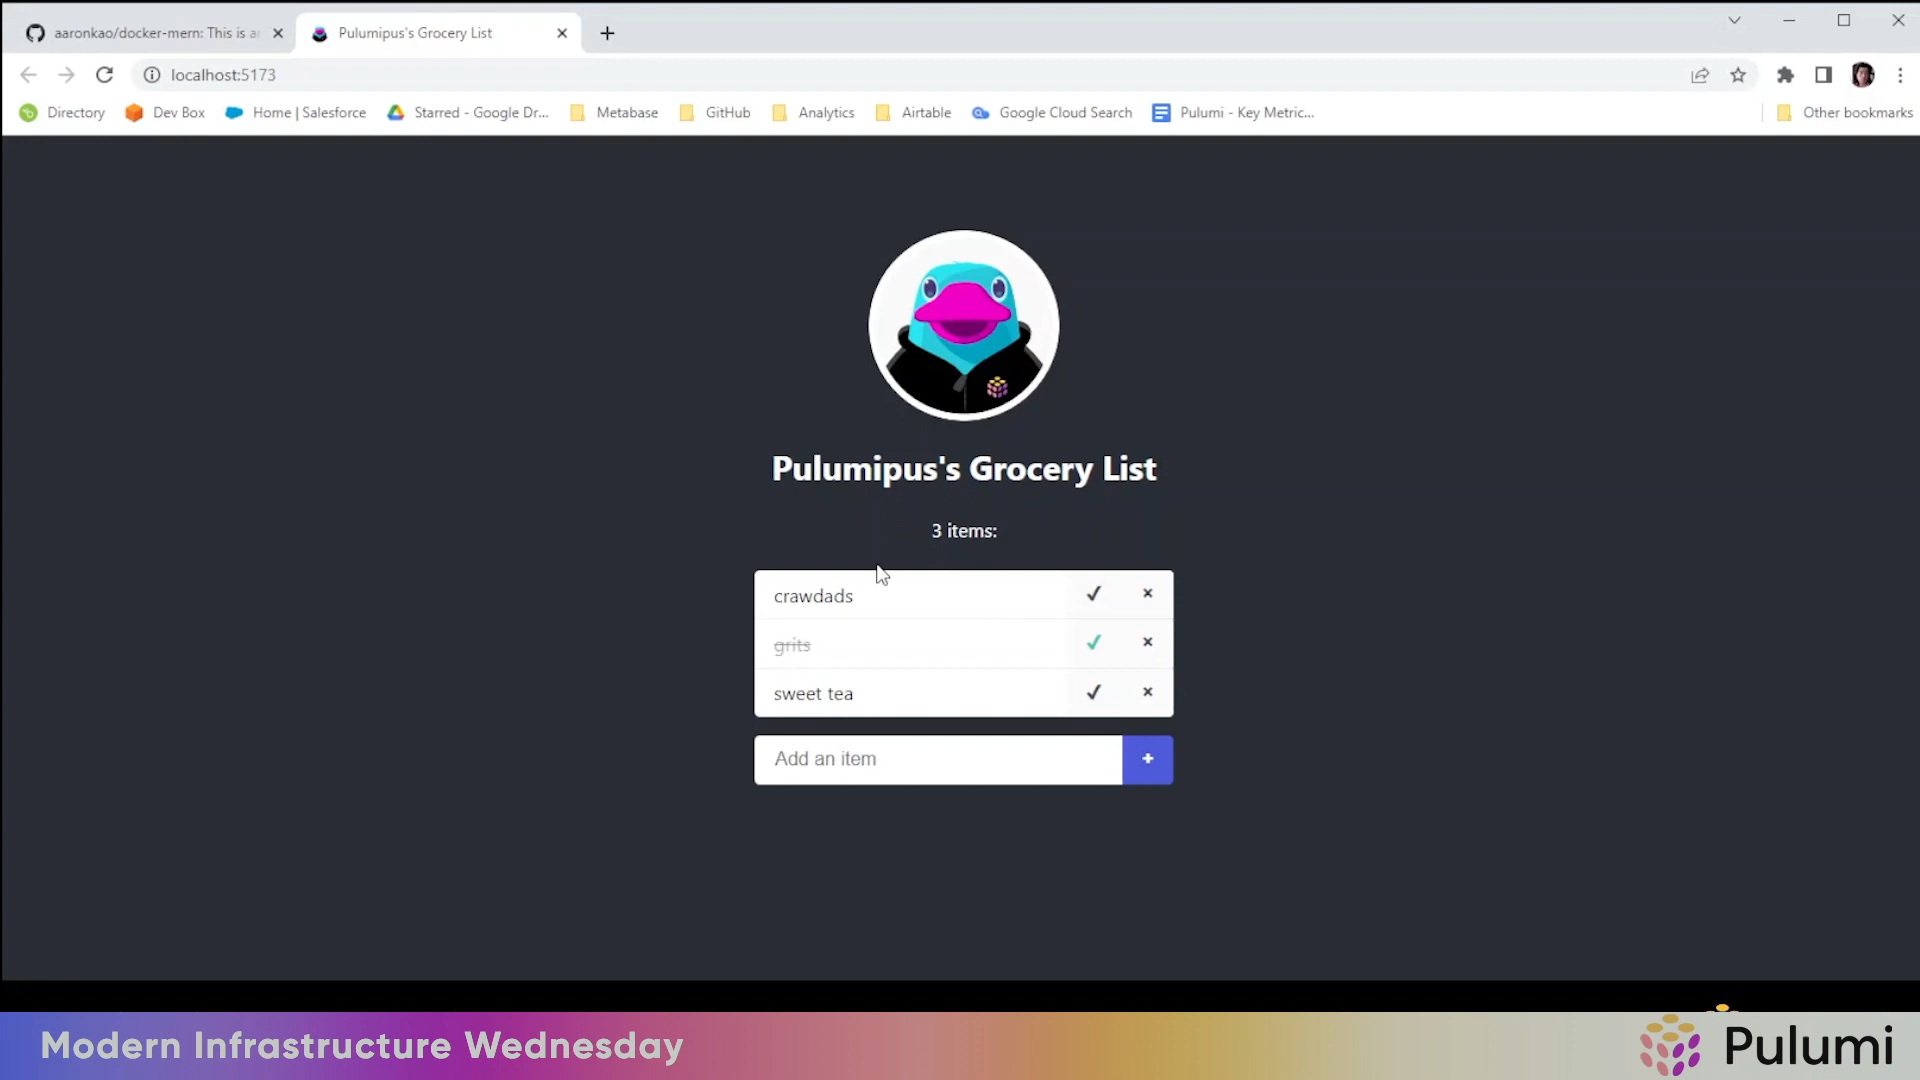 aaronkao/docker-mern: This is a
Pulumipus's Grocery List
localhost:5173
Directory
Dev Box
Home | Salesforce
Starred - Google Dr...
Metabase
GitHub
Analytics
Airtable
Google Cloud Search
Pulumi - Key Metric...
Other bookmarks
Pulumipus's Grocery List
3 items:
crawdads
grits
sweet tea
Add an item
+
Modern Infrastructure Wednesday
Pulumi